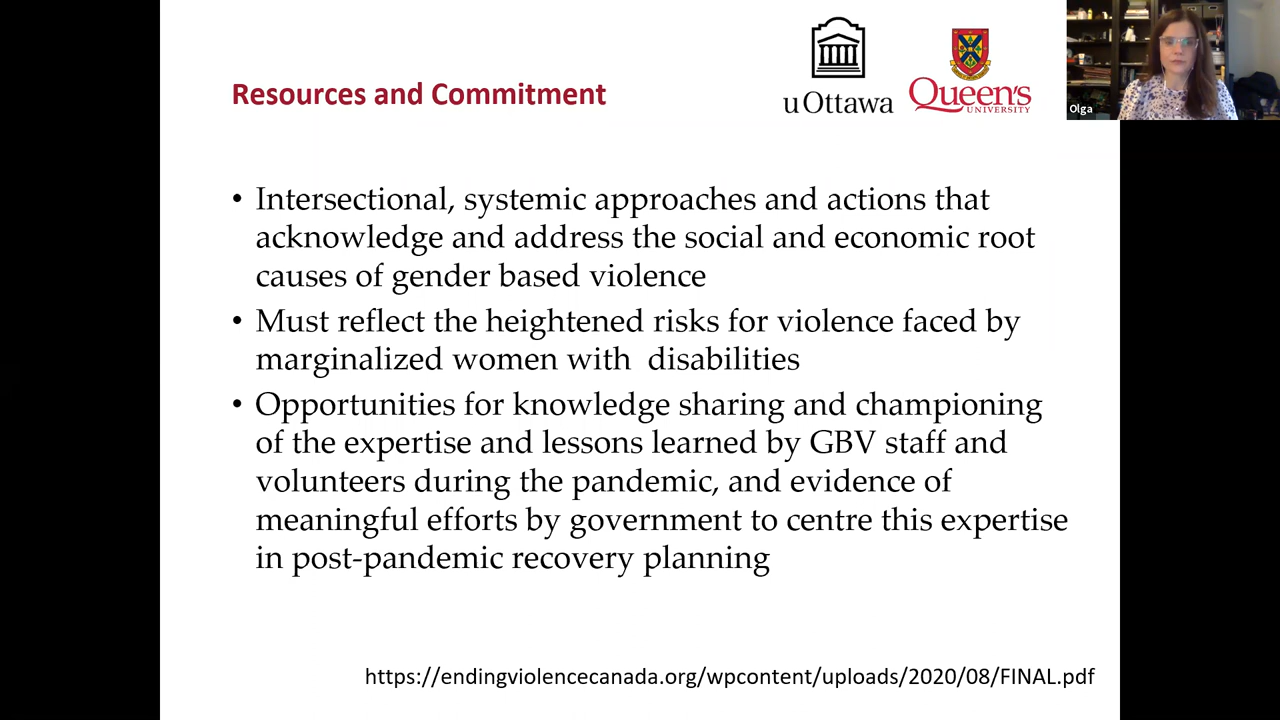 Resources and Commitment
uOttawa
Queen's
UNIVERSITY
Olga
• Intersectional, systemic approaches and actions that
acknowledge and address the social and economic root
causes of gender based violence
• Must reflect the heightened risks for violence faced by
marginalized women with  disabilities
• Opportunities for knowledge sharing and championing
of the expertise and lessons learned by GBV staff and
volunteers during the pandemic, and evidence of
meaningful efforts by government to centre this expertise
in post-pandemic recovery planning
https://endingviolencecanada.org/wpcontent/uploads/2020/08/FINAL.pdf